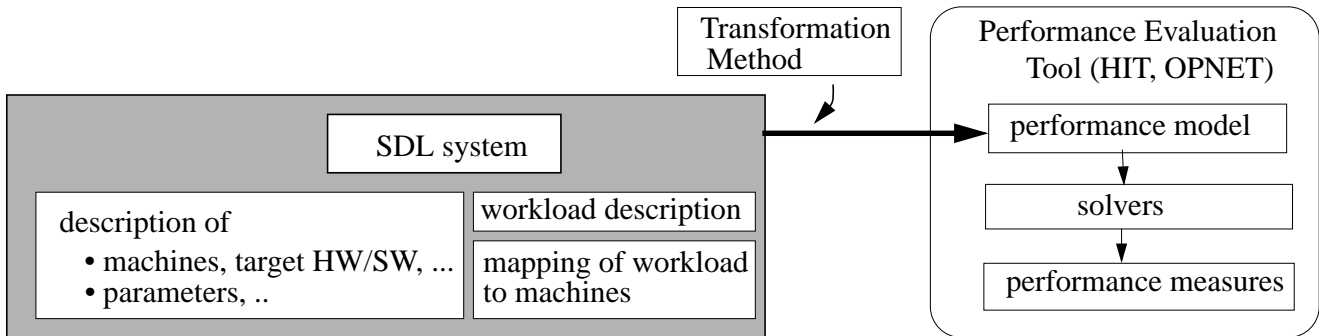 Transformation
Method
Performance Evaluation
Tool (HIT, OPNET)
performance model
solvers
performance measures
SDL system
description of
• machines, target HW/SW, ...
• parameters, ..
workload description
mapping of workload
to machines